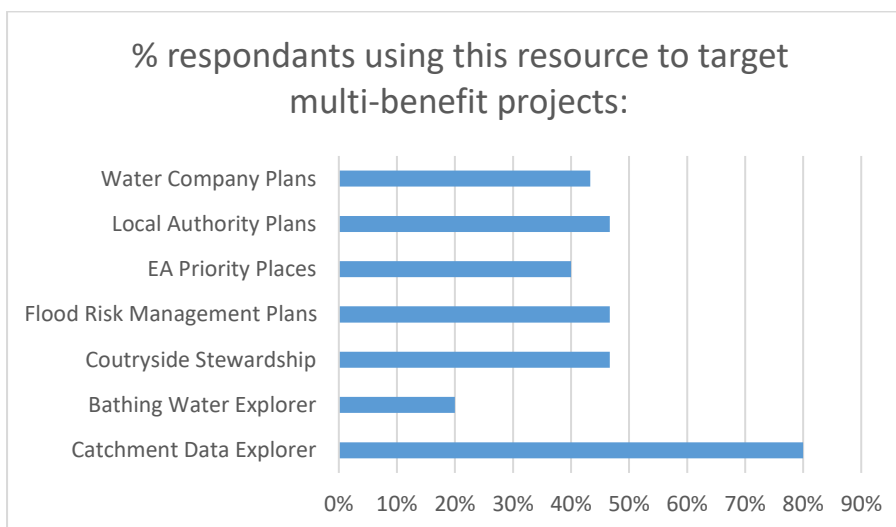 % respondants using this resource to target
multi-benefit projects:
Water Company Plans
Local Authority Plans
EA Priority Places
Flood Risk Management Plans
Coutryside Stewardship
Bathing Water Explorer
Catchment Data Explorer
0% 10% 20% 30% 40% 50% 60% 70% 80% 90%